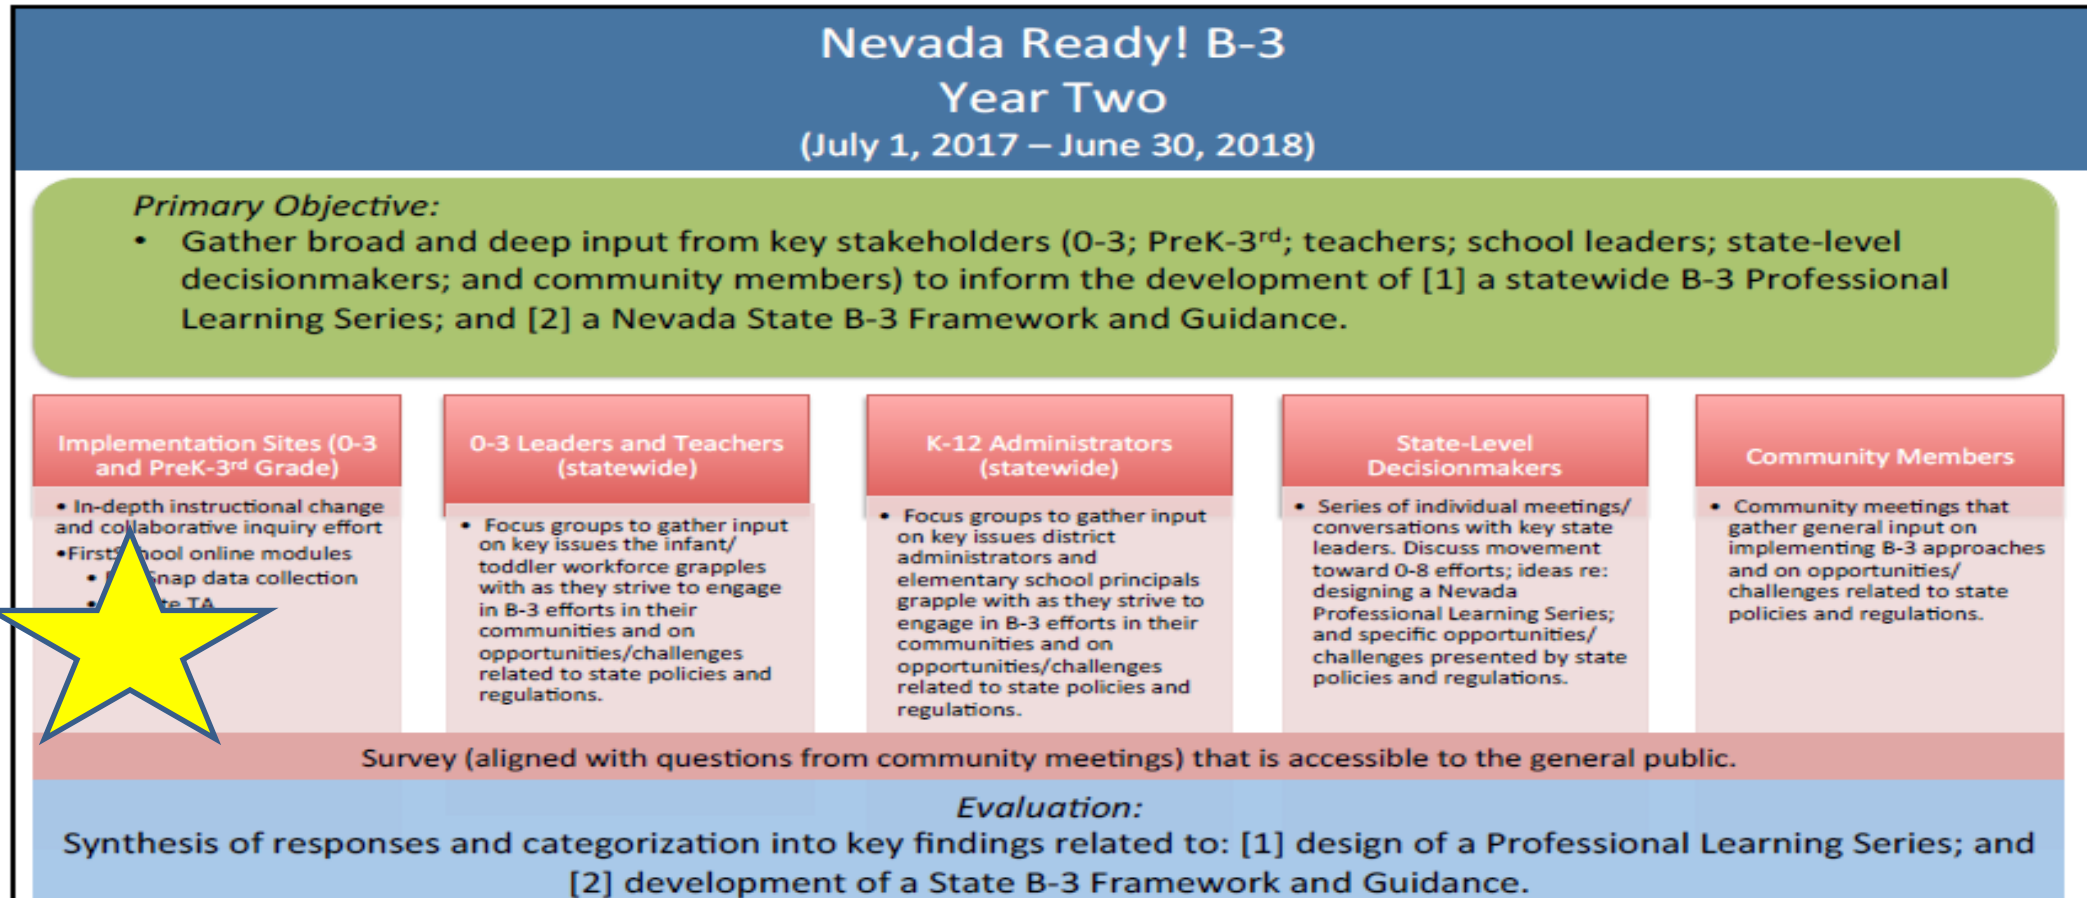 Nevada Ready! B-3
Year Two
(July 1, 2017 – June 30, 2018)
Primary Objective:
• Gather broad and deep input from key stakeholders (0-3; PreK-3rd; teachers; school leaders; state-level
decisionmakers; and community members) to inform the development of [1] a statewide B-3 Professional
Learning Series; and [2] a Nevada State B-3 Framework and Guidance.
Implementation Sites (0-3
and PreK-3rd Grade)
• In-depth instructional change
and collaborative inquiry effort
•FirstSchool online modules
• Snap data collection
• TA
0-3 Leaders and Teachers
(statewide)
• Focus groups to gather input
on key issues the infant/
toddler workforce grapples
with as they strive to engage
in B-3 efforts in their
communities and on
opportunities/challenges
related to state policies and
regulations.
K-12 Administrators
(statewide)
• Focus groups to gather input
on key issues district
administrators and
elementary school principals
grapple with as they strive to
engage in B-3 efforts in their
communities and on
opportunities/challenges
related to state policies and
regulations.
State-Level
Decisionmakers
• Series of individual meetings/
conversations with key state
leaders. Discuss movement
toward 0-8 efforts; ideas re:
designing a Nevada
Professional Learning Series;
and specific opportunities/
challenges presented by state
policies and regulations.
Community Members
• Community meetings that
gather general input on
implementing B-3 approaches
and on opportunities/
challenges related to state
policies and regulations.
Survey (aligned with questions from community meetings) that is accessible to the general public.
Evaluation:
Synthesis of responses and categorization into key findings related to: [1] design of a Professional Learning Series; and
[2] development of a State B-3 Framework and Guidance.